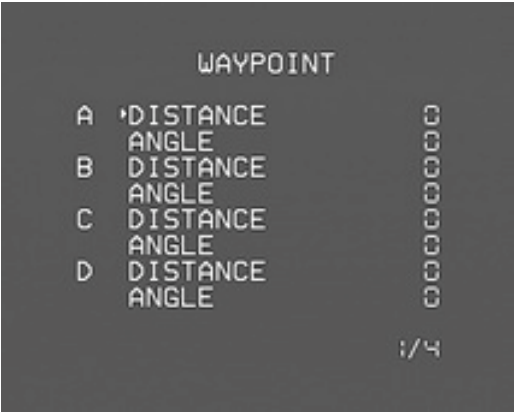 WAYPOINT
A DISTANCE 0
ANGLE 0
B DISTANCE 0
ANGLE 0
C DISTANCE 0
ANGLE 0
D DISTANCE 0
ANGLE 0
1/4